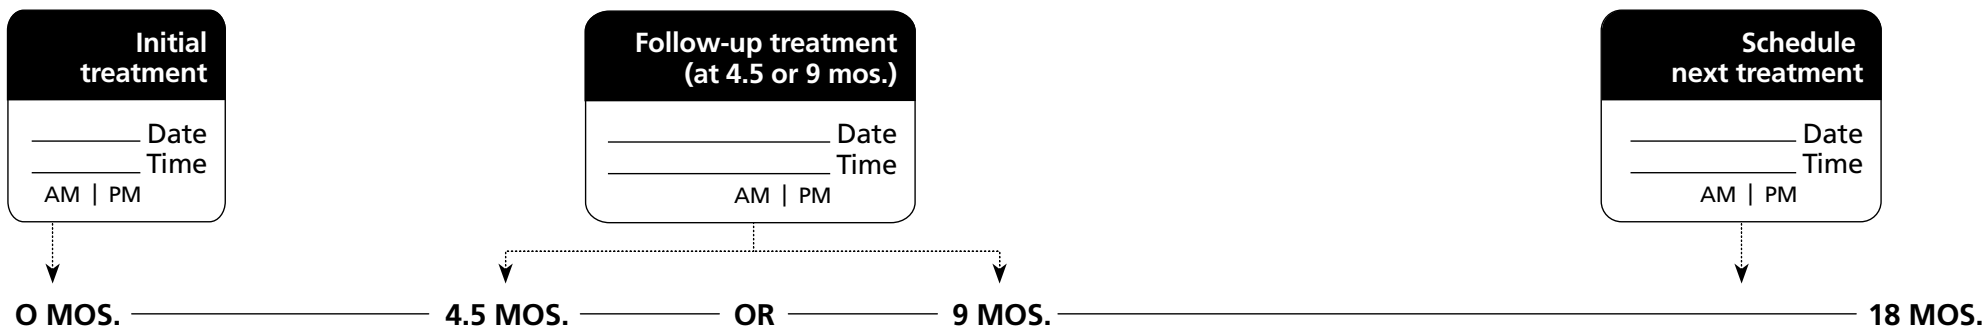 Initial
treatment
Date
Time
AM | PM
Follow-up treatment
(at 4.5 or 9 mos.)
Date
Time
AM | PM
Schedule
next treatment
Date
Time
AM | PM
O MOS. 4.5 MOS. OR 9 MOS. 18 MOS.